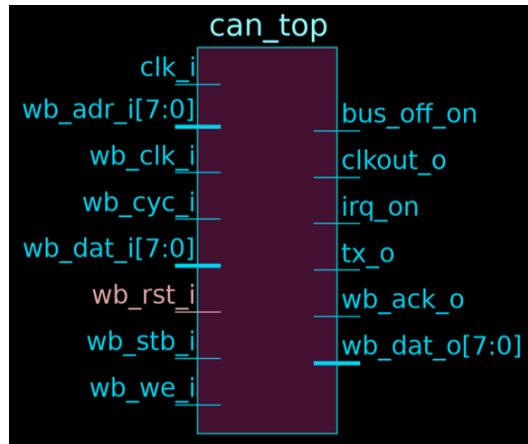 can_top
clk_i
wb_adr_i[7:0]
wb_clk_i
wb_cyc_i
wb_dat_i[7:0]
wb_rst_i
wb_stb_i
wb_we_i
bus_off_on
clkout_o
irq_on
tx_o
wb_ack_o
wb_dat_o[7:0]